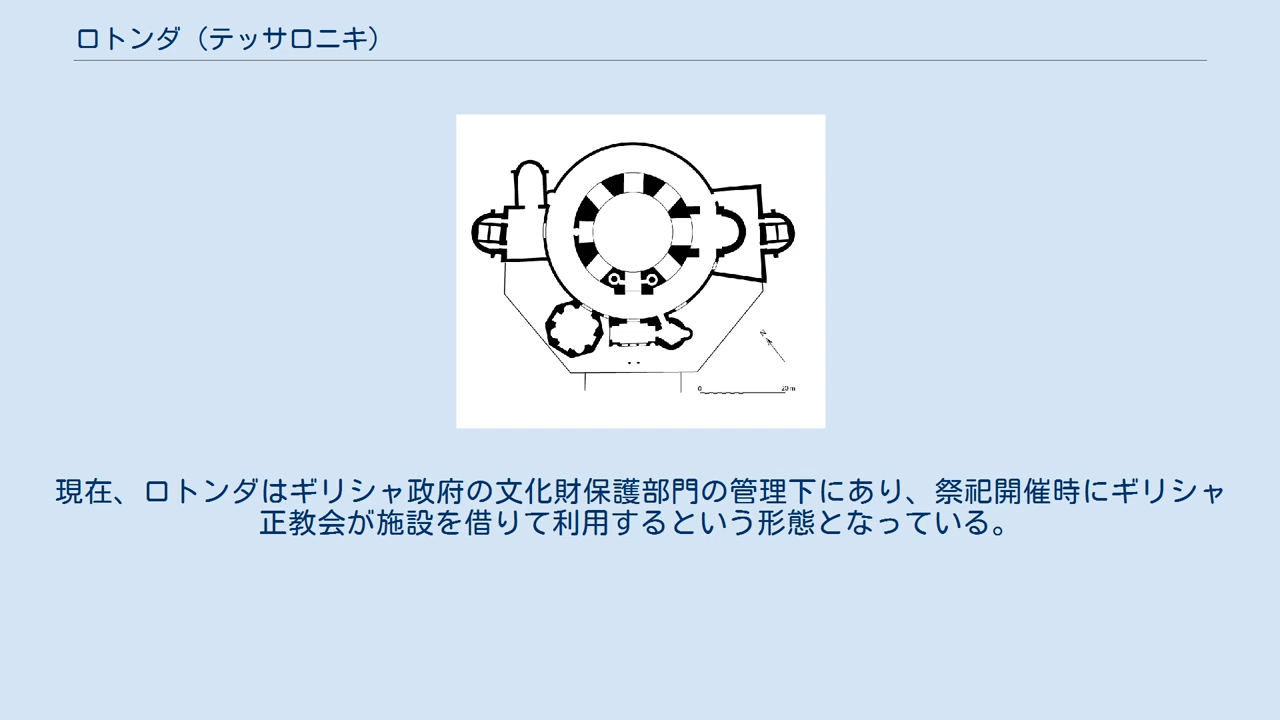 ロトンダ（テッサロニキ）
N
0 20 m
現在、ロトンダはギリシャ政府の文化財保護部門の管理下にあり、祭祀開催時にギリシャ
正教会が施設を借りて利用するという形態となっている。